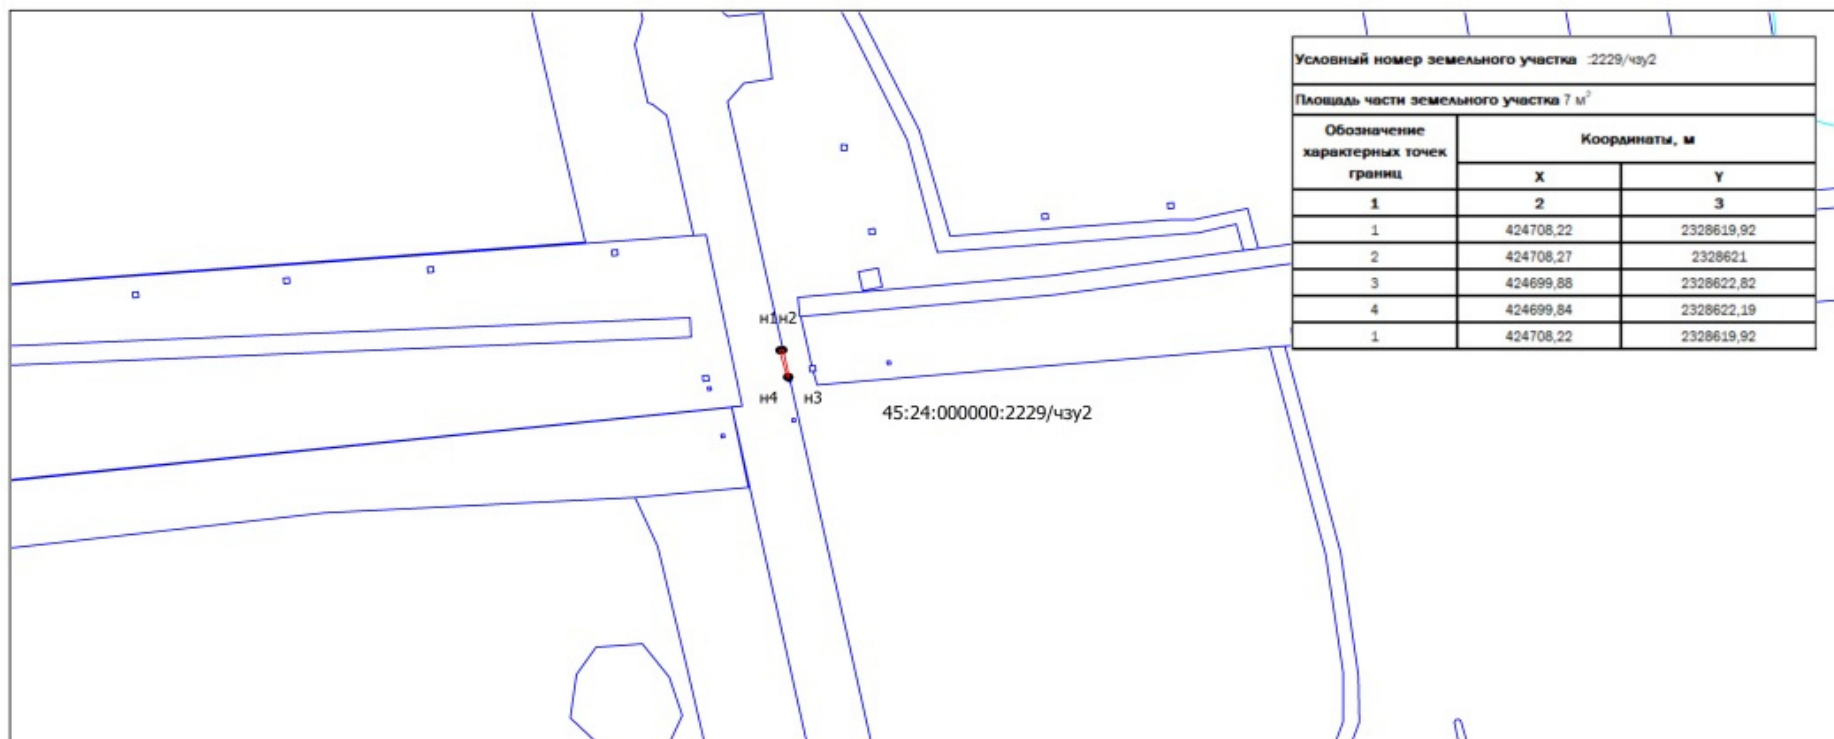 Условный номер земельного участка :2229/чзу2
Площадь части земельного участка 7 м²
Обозначение характерных точек границ
Координаты, м
X Y
1 2 3
1 424708,22 2328619,92
2 424708,27 2328621
3 424699,88 2328622,82
4 424699,84 2328622,19
1 424708,22 2328619,92
н1н2
н4 н3
45:24:000000:2229/чзу2